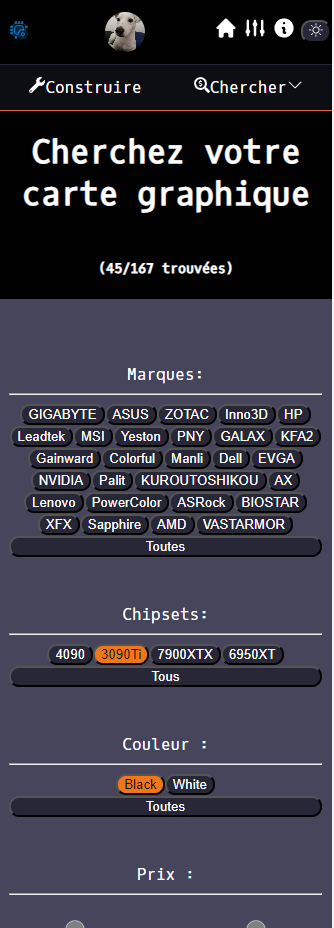 Construire Chercher
Cherchez votre
carte graphique
(45/167 trouvées)
Marques:
GIGABYTE ASUS ZOTAC Inno3D HP
Leadtek MSI Yeston PNY GALAX KFA2
Gainward Colorful Manli Dell EVGA
NVIDIA Palit KUROUTOSHIKOU AX
Lenovo PowerColor ASRock BIOSTAR
XFX Sapphire AMD VASTARMOR
Toutes
Chipsets:
4090 3090Ti 7900XTX 6950XT
Tous
Couleur :
Black White
Toutes
Prix :